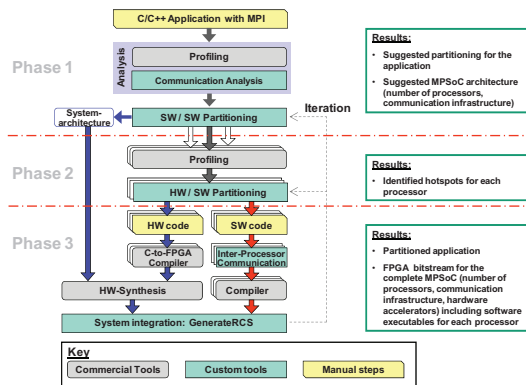 C/C++ Application with MPI
Phase 1
Analysis
Profiling
Communication Analysis
System-
architecture
SW / SW Partitioning
Iteration
Results:
• Suggested partitioning for the
application
• Suggested MPSoC architecture
(number of processors,
communication infrastructure)
Phase 2
Profiling
HW / SW Partitioning
Results:
• Identified hotspots for each
processor
Phase 3
HW code
SW code
C-to-FPGA
Compiler
Inter-Processor
Communication
HW-Synthesis
Compiler
System integration: GenerateRCS
Results:
• Partitioned application
• FPGA bitstream for the
complete MPSoC (number of
processors, communication
infrastructure, hardware
accelerators) including software
executables for each processor
Key
Commercial Tools
Custom tools
Manual steps